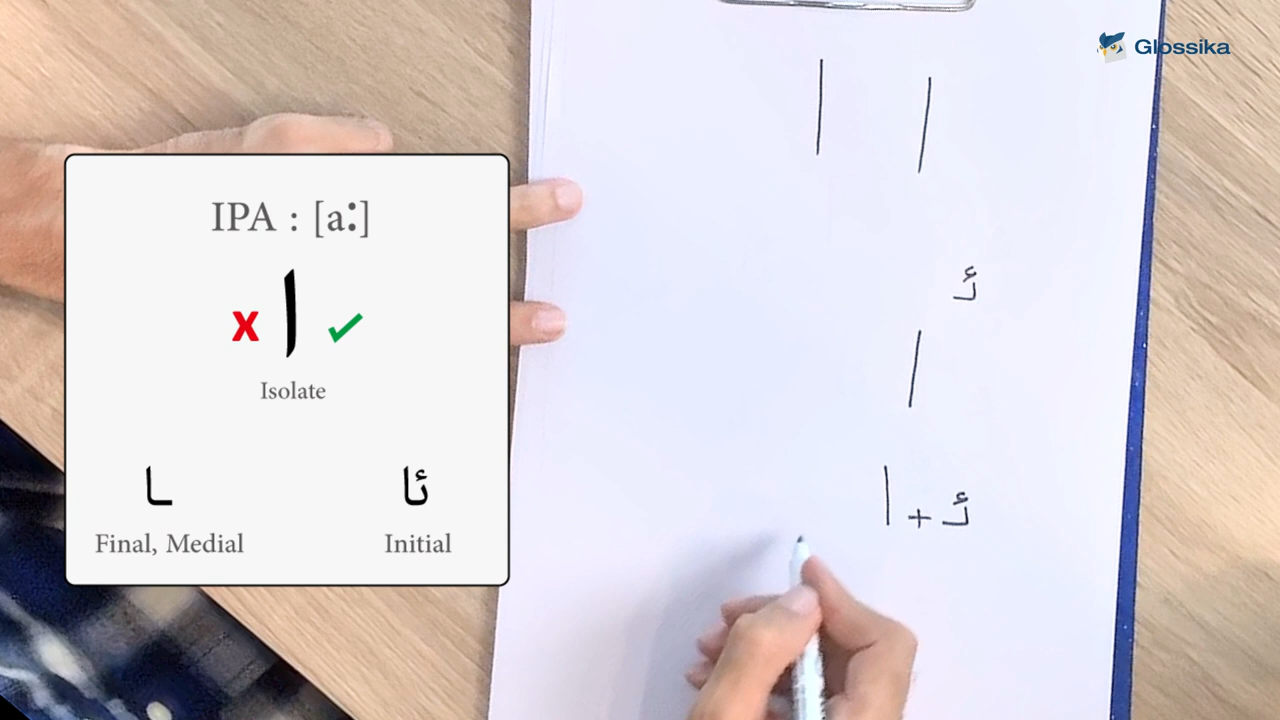 Glossika
IPA : [aː]
X ا ✓
Isolate
ـا ئا
Final, Medial Initial
ا ا
ئـ
ا
ئـ + ا